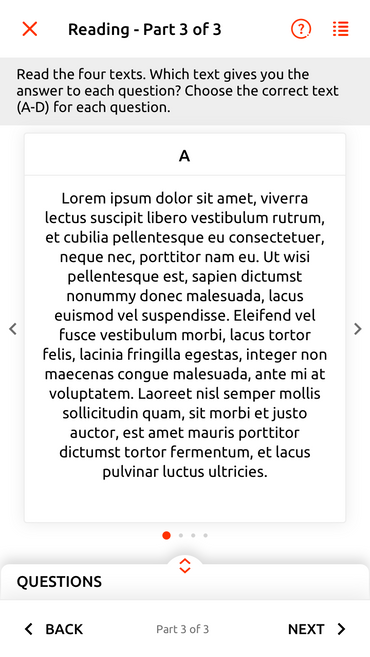 Reading - Part 3 of 3
Read the four texts. Which text gives you the
answer to each question? Choose the correct text
(A-D) for each question.
A
Lorem ipsum dolor sit amet, viverra
lectus suscipit libero vestibulum rutrum,
et cubilia pellentesque eu consectetuer,
neque nec, porttitor nam eu. Ut wisi
pellentesque est, sapien dictumst
nonummy donec malesuada, lacus
euismod vel suspendisse. Eleifend vel
fusce vestibulum morbi, lacus tortor
felis, lacinia fringilla egestas, integer non
maecenas congue malesuada, ante mi at
voluptatem. Laoreet nisl semper mollis
sollicitudin quam, sit morbi et justo
auctor, est amet mauris porttitor
dictumst tortor fermentum, et lacus
pulvinar luctus ultricies.
QUESTIONS
BACK
Part 3 of 3
NEXT